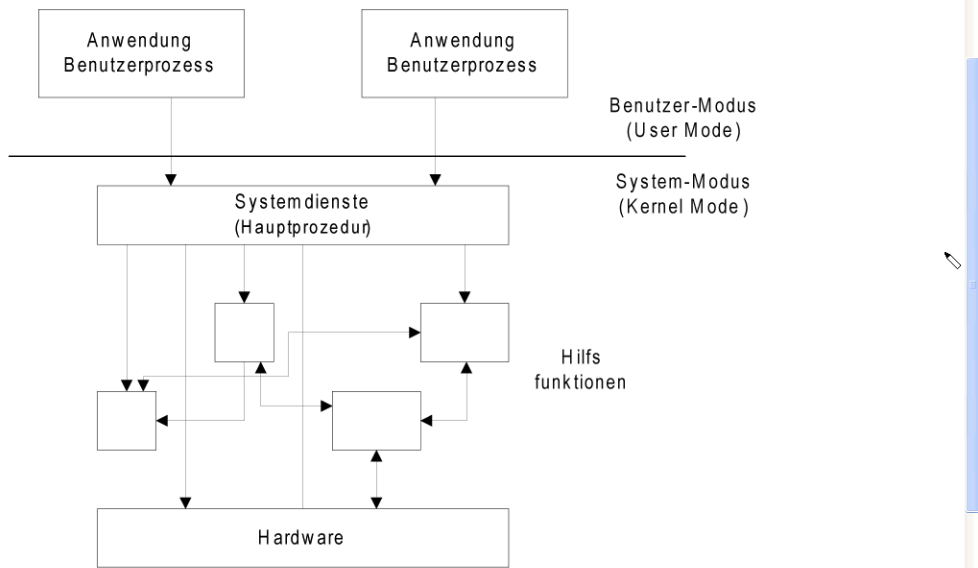 Anwendung
Benutzerprozess
Anwendung
Benutzerprozess
Benutzer-Modus
(User Mode)
System-Modus
(Kernel Mode)
Systemdienste
(Hauptprozedur)
Hilfs
funktionen
Hardware